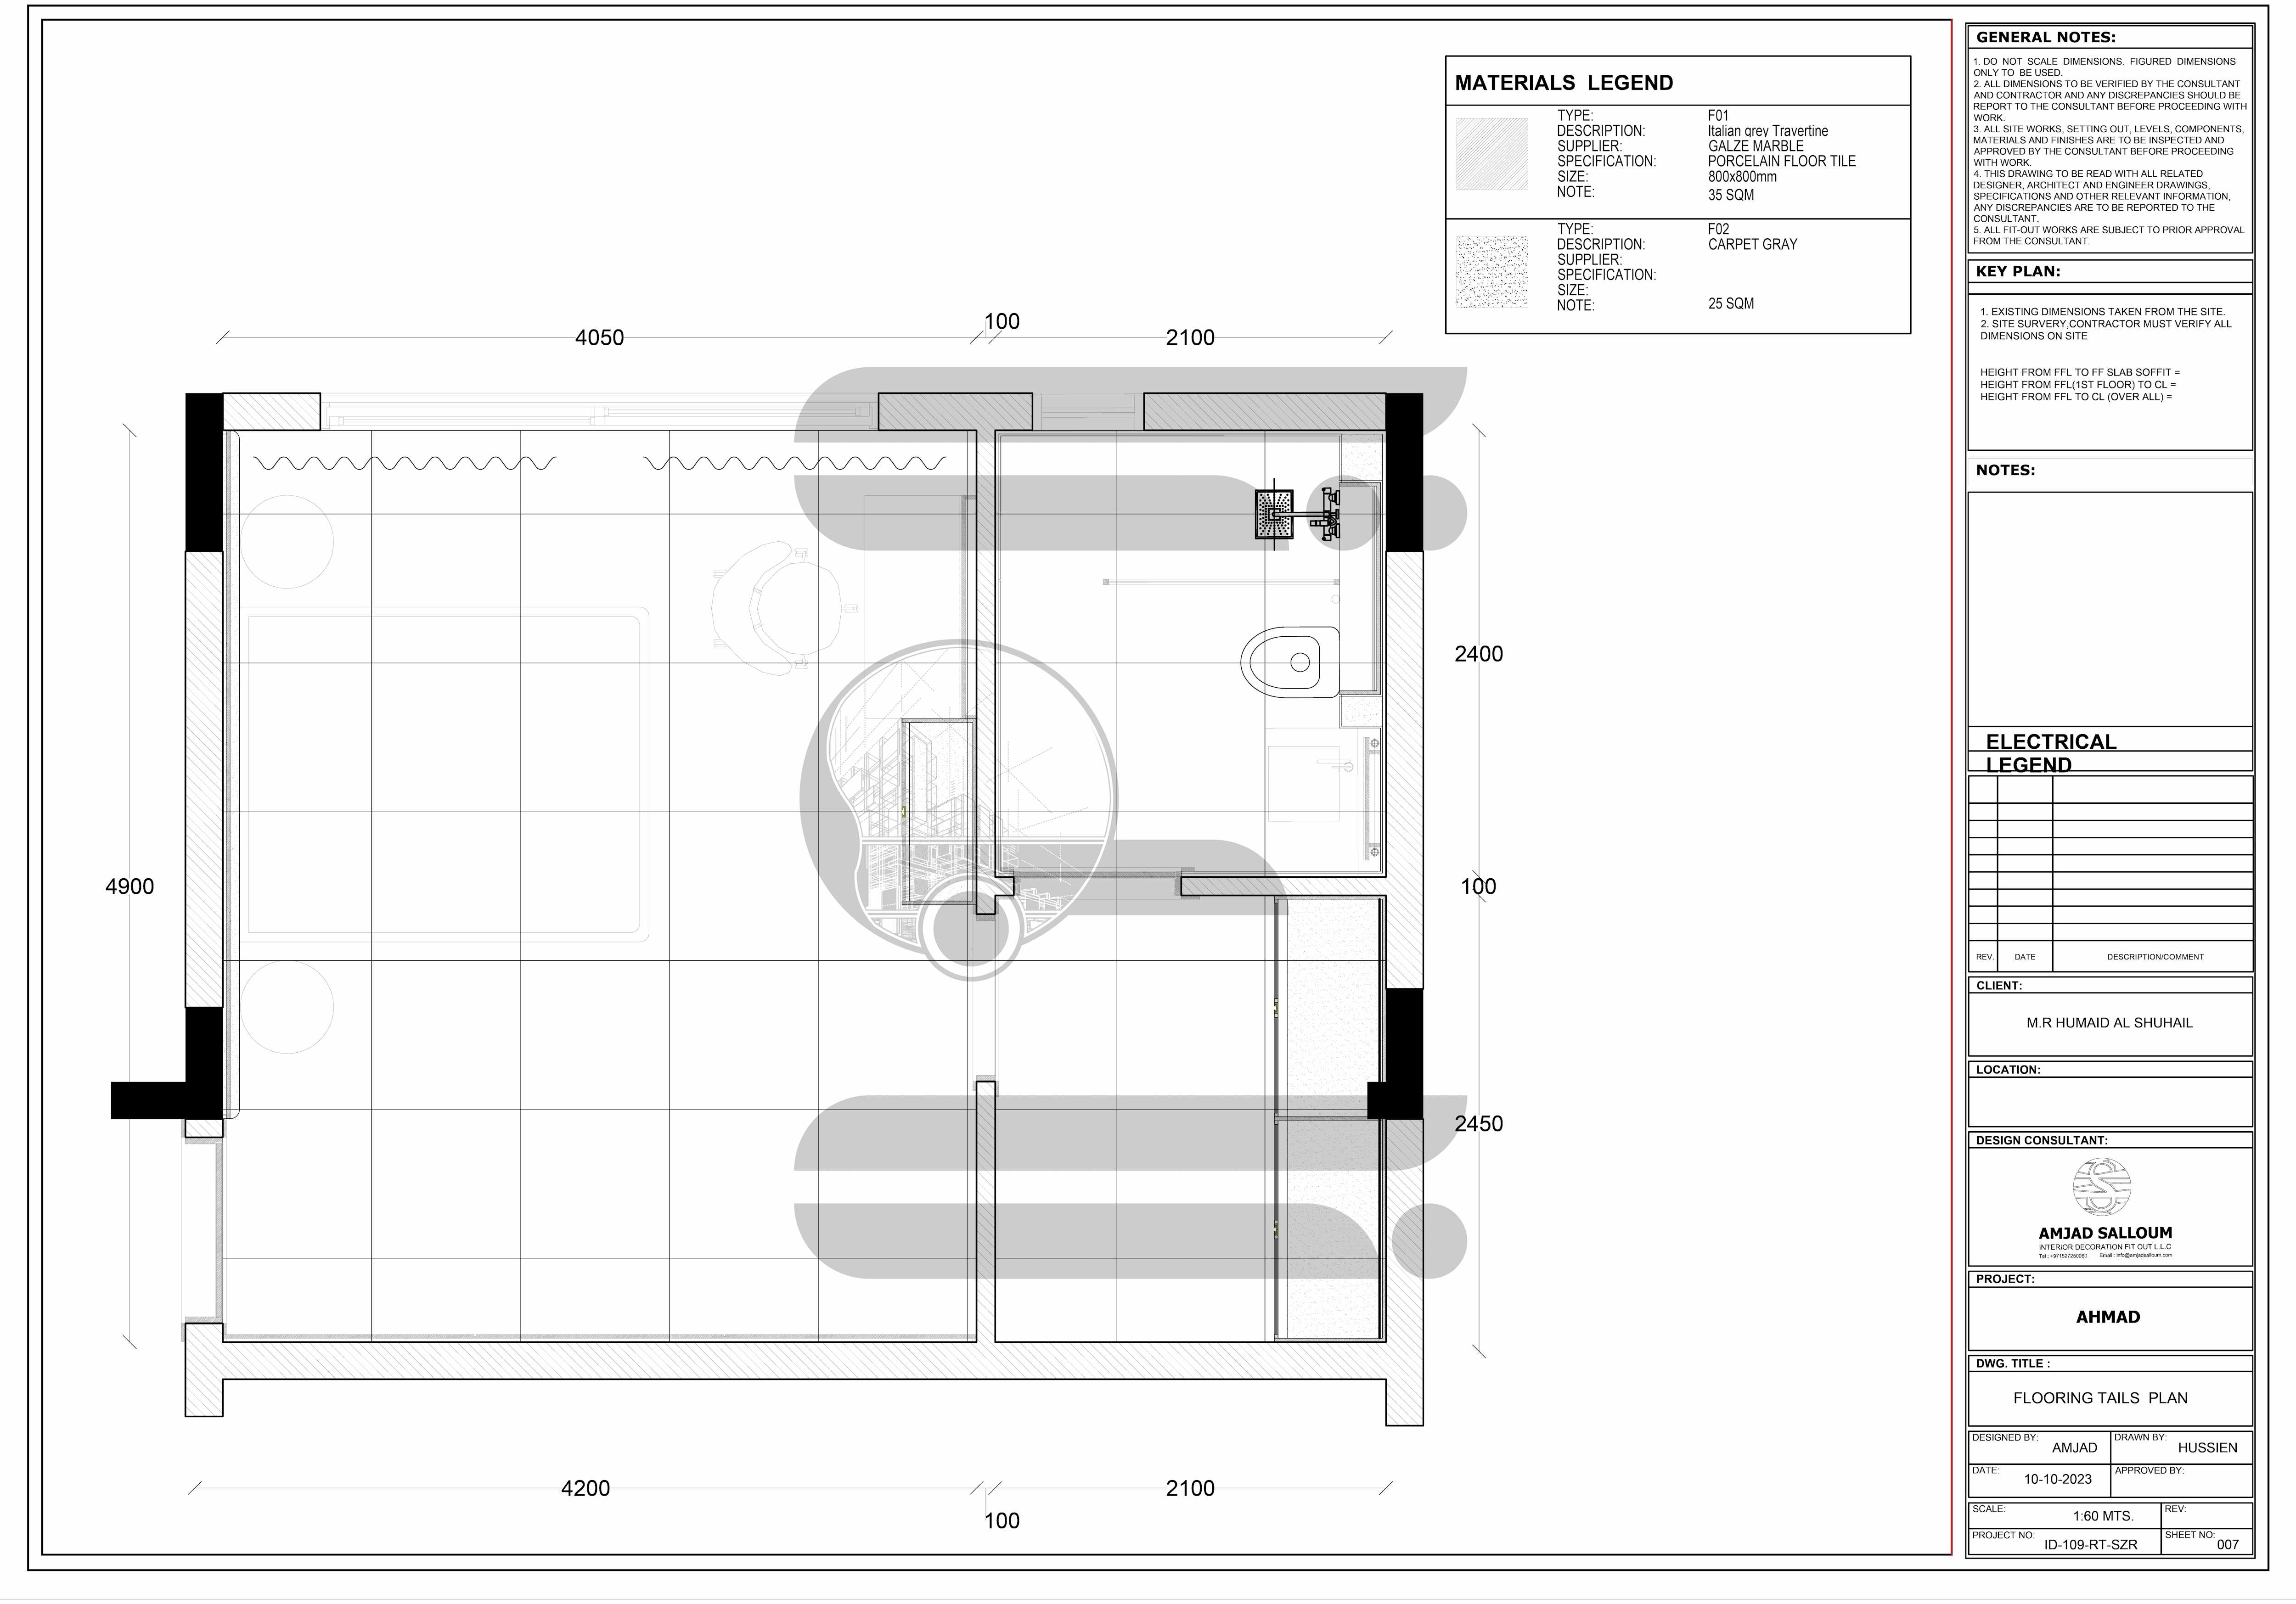 MATERIALS LEGEND
TYPE: F01
DESCRIPTION: Italian grey Travertine
SUPPLIER: GALZE MARBLE
SPECIFICATION: PORCELAIN FLOOR TILE
SIZE: 800x800mm
NOTE: 35 SQM
TYPE: F02
DESCRIPTION: CARPET GRAY
SUPPLIER:
SPECIFICATION:
SIZE:
NOTE: 25 SQM
4050
100
2100
2400
4900
100
2450
4200
2100
100
GENERAL NOTES:
1. DO NOT SCALE DIMENSIONS. FIGURED DIMENSIONS
ONLY TO BE USED.
2. ALL DIMENSIONS TO BE VERIFIED BY THE CONSULTANT
AND CONTRACTOR AND ANY DISCREPANCIES SHOULD BE
REPORT TO THE CONSULTANT BEFORE PROCEEDING WITH
WORK.
3. ALL SITE WORKS, SETTING OUT, LEVELS, COMPONENTS,
MATERIALS AND FINISHES ARE TO BE INSPECTED AND
APPROVED BY THE CONSULTANT BEFORE PROCEEDING
WITH WORK.
4. THIS DRAWING TO BE READ WITH ALL RELATED
DESIGNER, ARCHITECT AND ENGINEER DRAWINGS,
SPECIFICATIONS AND OTHER RELEVANT INFORMATION,
ANY DISCREPANCIES ARE TO BE REPORTED TO THE
CONSULTANT.
5. ALL FIT-OUT WORKS ARE SUBJECT TO PRIOR APPROVAL
FROM THE CONSULTANT.
KEY PLAN:
1. EXISTING DIMENSIONS TAKEN FROM THE SITE.
2. SITE SURVERY,CONTRACTOR MUST VERIFY ALL
DIMENSIONS ON SITE
HEIGHT FROM FFL TO FF SLAB SOFFIT =
HEIGHT FROM FFL(1ST FLOOR) TO CL =
HEIGHT FROM FFL TO CL (OVER ALL) =
NOTES:
ELECTRICAL
LEGEND
REV. DATE DESCRIPTION/COMMENT
CLIENT:
M.R HUMAID AL SHUHAIL
LOCATION:
DESIGN CONSULTANT:
AMJAD SALLOUM
INTERIOR DECORATION FIT OUT L.L.C
Tel : +971527250060 Email : info@amjadsalloum.com
PROJECT:
AHMAD
DWG. TITLE :
FLOORING TAILS PLAN
DESIGNED BY: AMJAD DRAWN BY: HUSSIEN
DATE: 10-10-2023 APPROVED BY:
SCALE: 1:60 MTS. REV:
PROJECT NO: ID-109-RT-SZR SHEET NO: 007